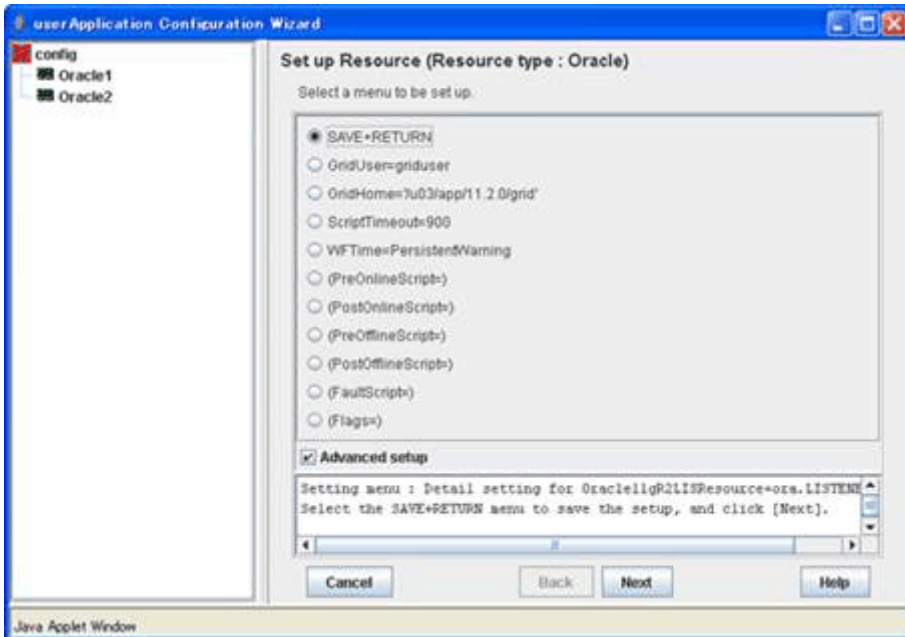 userApplication Configuration Wizard
config
Oracle1
Oracle2
Set up Resource (Resource type : Oracle)
Select a menu to be set up.
SAVE+RETURN
GridUser=griduser
GridHome='/u03/app/11.2.0/grid'
ScriptTimeout=900
WFTime=PersistentWarning
(PreOnlineScript=)
(PostOnlineScript=)
(PreOfflineScript=)
(PostOfflineScript=)
(FaultScript=)
(Flags=)
Advanced setup
Setting menu : Detail setting for Oracle11gR2LISResource=ora.LISTENE
Select the SAVE+RETURN menu to save the setup, and click [Next].
Cancel
Back
Next
Help
Java Applet Window